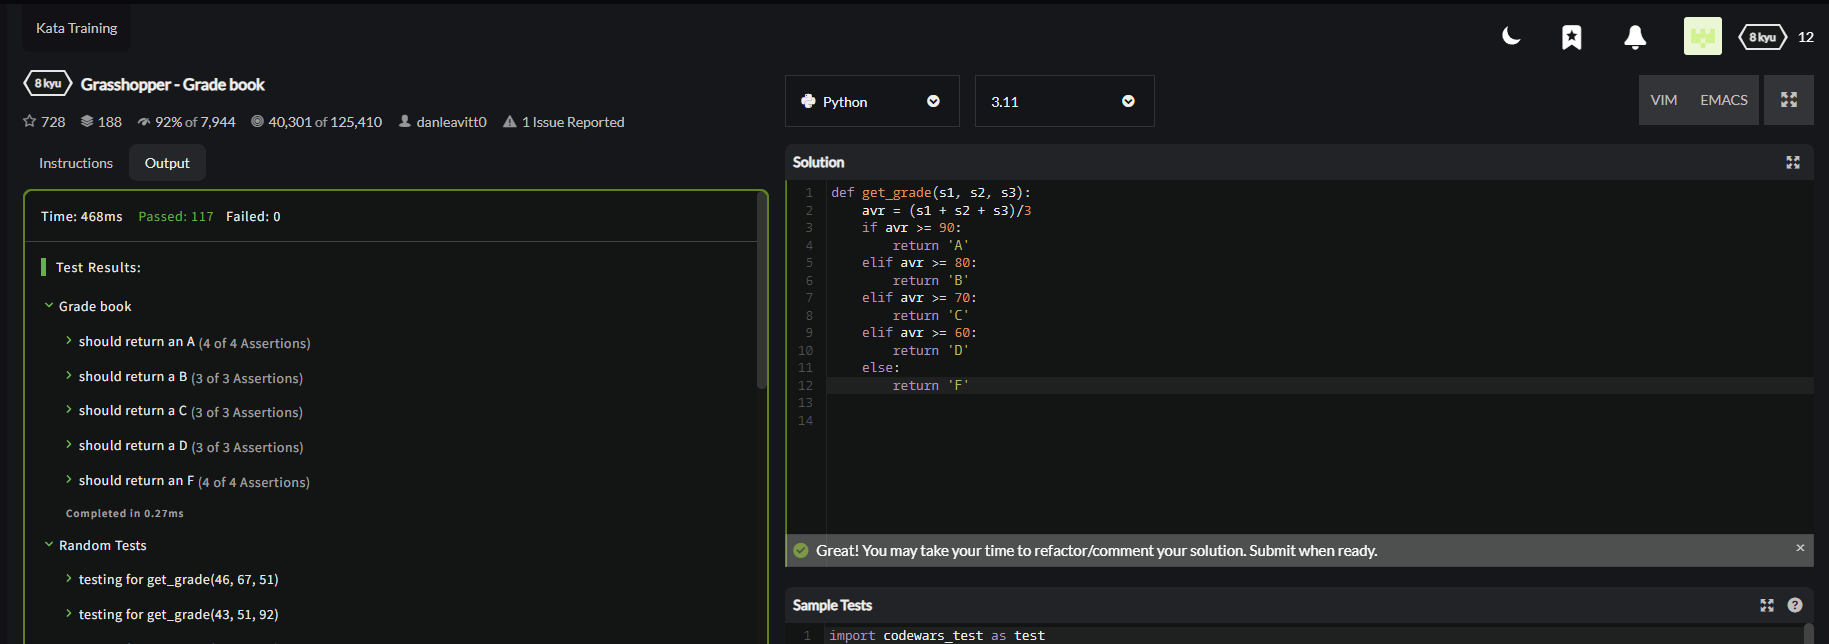 Kata Training
8 kyu 12
8 kyu Grasshopper - Grade book
728 188 92% of 7,944 40,301 of 125,410 danleavitt0 1 Issue Reported
Instructions Output
Time: 468ms Passed: 117 Failed: 0
Test Results:
Grade book
should return an A (4 of 4 Assertions)
should return a B (3 of 3 Assertions)
should return a C (3 of 3 Assertions)
should return a D (3 of 3 Assertions)
should return an F (4 of 4 Assertions)
Completed in 0.27ms
Random Tests
testing for get_grade(46, 67, 51)
testing for get_grade(43, 51, 92)
Python 3.11 VIM EMACS
Solution
1 def get_grade(s1, s2, s3):
2     avr = (s1 + s2 + s3)/3
3     if avr >= 90:
4         return 'A'
5     elif avr >= 80:
6         return 'B'
7     elif avr >= 70:
8         return 'C'
9     elif avr >= 60:
10         return 'D'
11     else:
12         return 'F'
13
14
Great! You may take your time to refactor/comment your solution. Submit when ready.
Sample Tests
1 import codewars_test as test